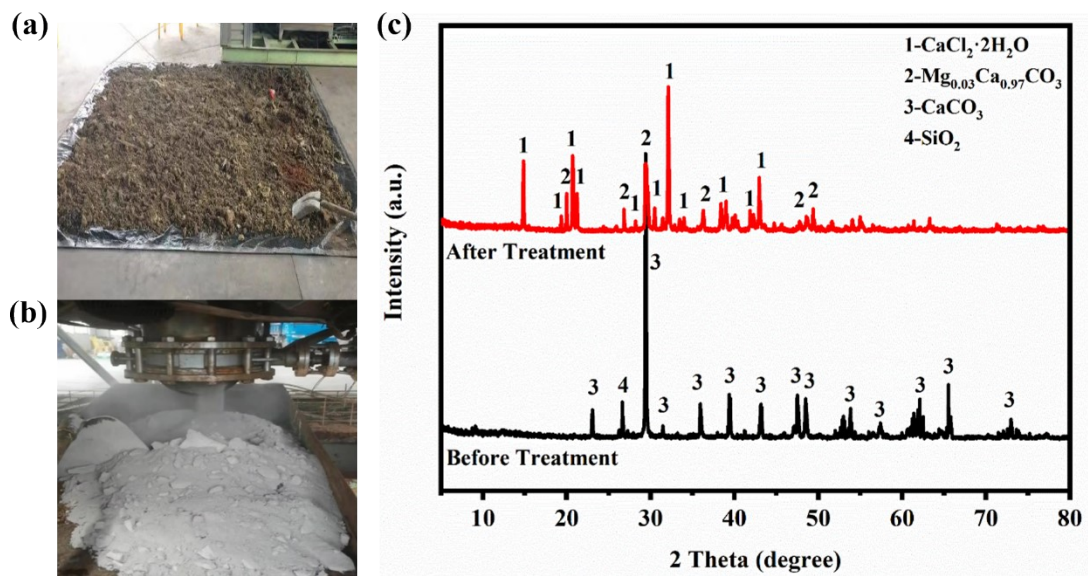 (a)
(b)
(c)
1-CaCl₂·2H₂O
2-Mg₀.₀₃Ca₀.₉₇CO₃
3-CaCO₃
4-SiO₂
1
1
2
1
1
2
1
2
1
1
1
2
1
1
1
2
2
After Treatment
3
4
3
3
3
3
3
3
3
3
3
3
3
Before Treatment
Intensity (a.u.)
10 20 30 40 50 60 70 80
2 Theta (degree)